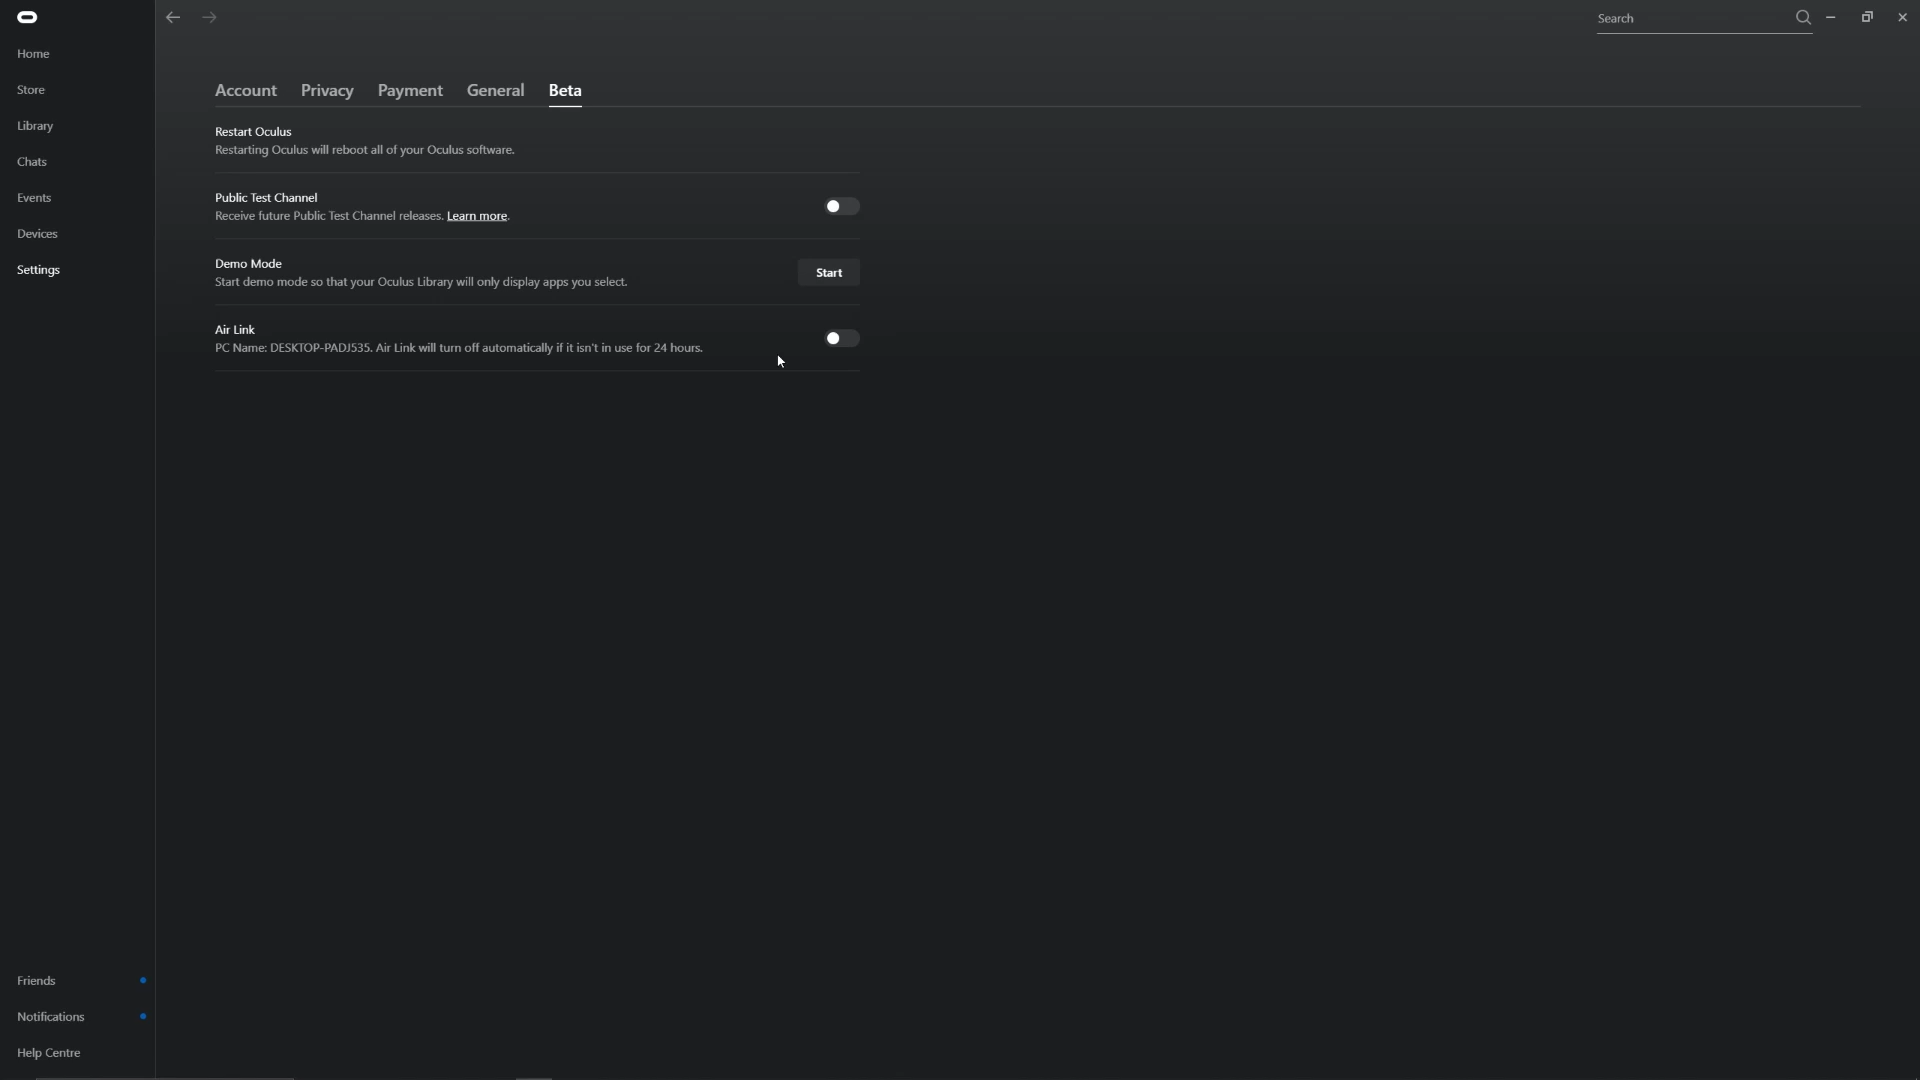 Search
Home
Store
Library
Chats
Events
Devices
Settings
Account Privacy Payment General Beta
Restart Oculus
Restarting Oculus will reboot all of your Oculus software.
Public Test Channel
Receive future Public Test Channel releases. Learn more.
Demo Mode
Start demo mode so that your Oculus Library will only display apps you select.
Start
Air Link
PC Name: DESKTOP-PADJ535. Air Link will turn off automatically if it isn't in use for 24 hours.
Friends
Notifications
Help Centre